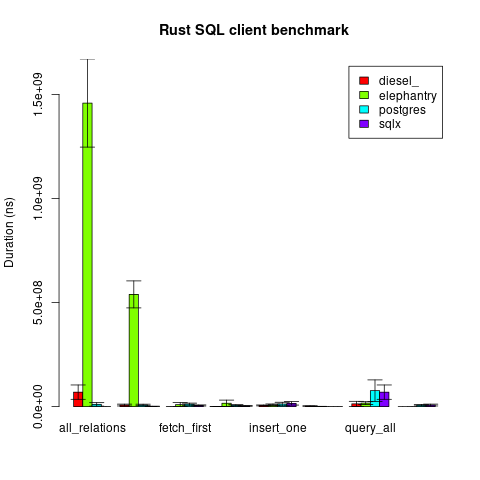 Rust SQL client benchmark
diesel_
elephantry
postgres
sqlx
Duration (ns)
1.5e+09
1.0e+09
5.0e+08
0.0e+00
all_relations
fetch_first
insert_one
query_all